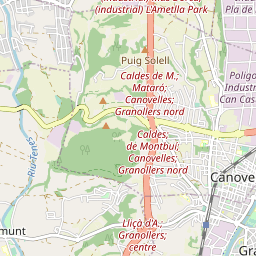 (industrial) L'Ametlla Park
Puig Solell
Caldes de M.;
Mataró;
Canovelles;
Granollers nord
Polígo
Can Cas
Pla de
Caldes
de Montbui;
Canovelles;
Granollers nord
Riu Tenes
Canove
Lliçà d'A.;
Granollers;
centre
munt
Gra